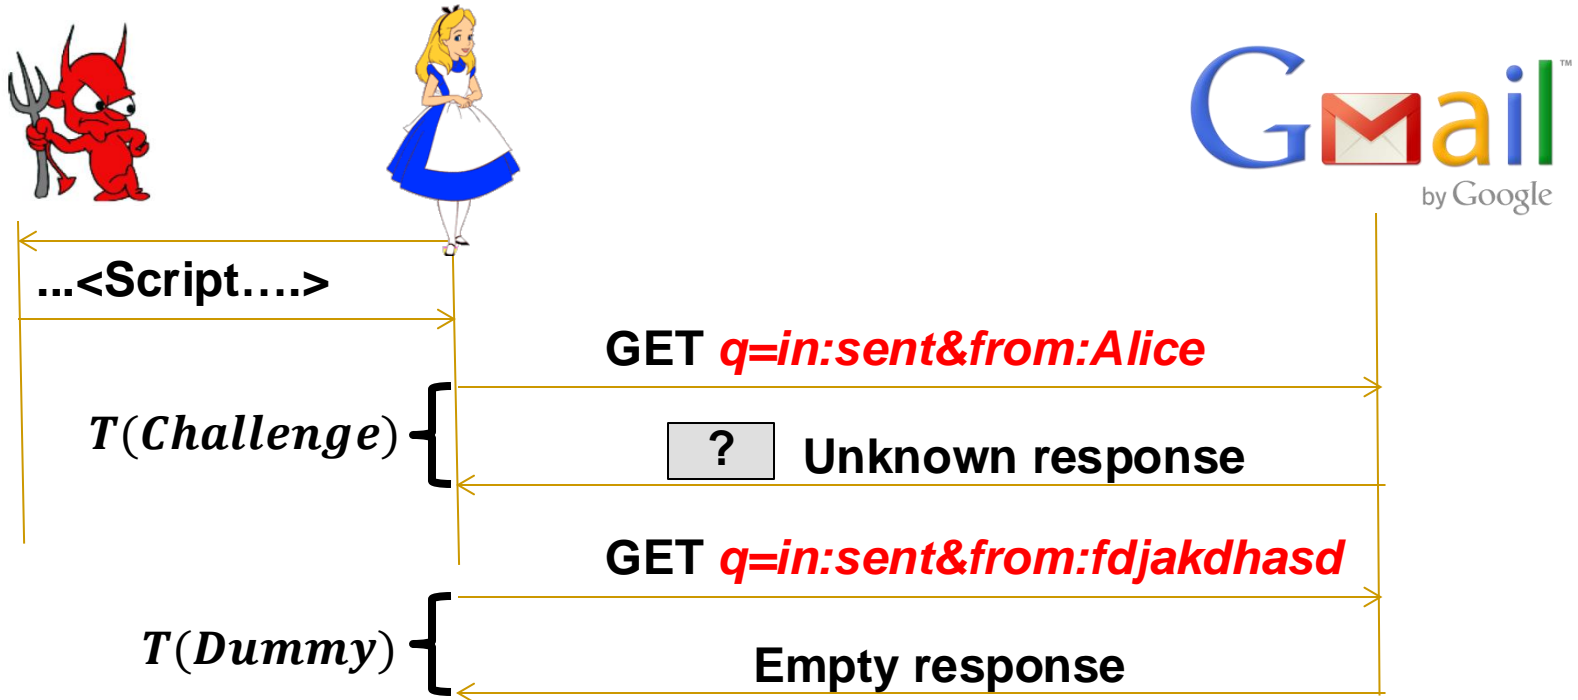 Gmail™
by Google
...<Script....>
GET q=in:sent&from:Alice
T(Challenge)
? Unknown response
GET q=in:sent&from:fdjakdhasd
T(Dummy)
Empty response